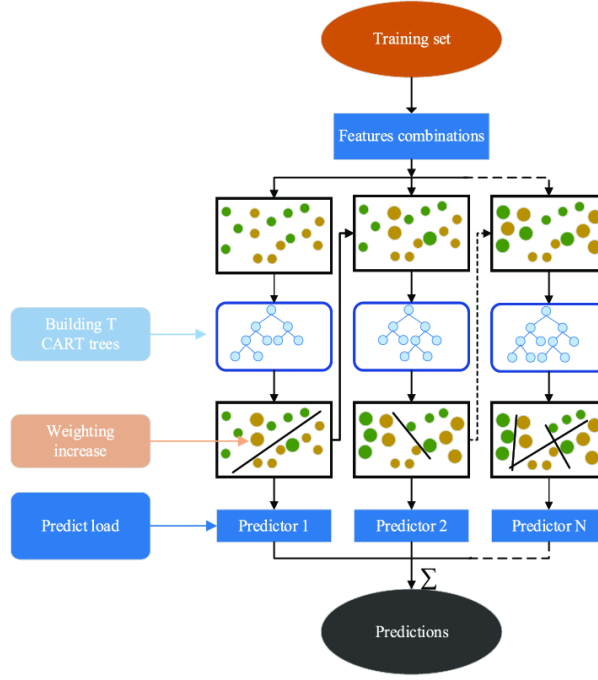 Training set
Features combinations
Building T
CART trees
Weighting
increase
Predict load
Predictor 1
Predictor 2
Predictor N
Σ
Predictions